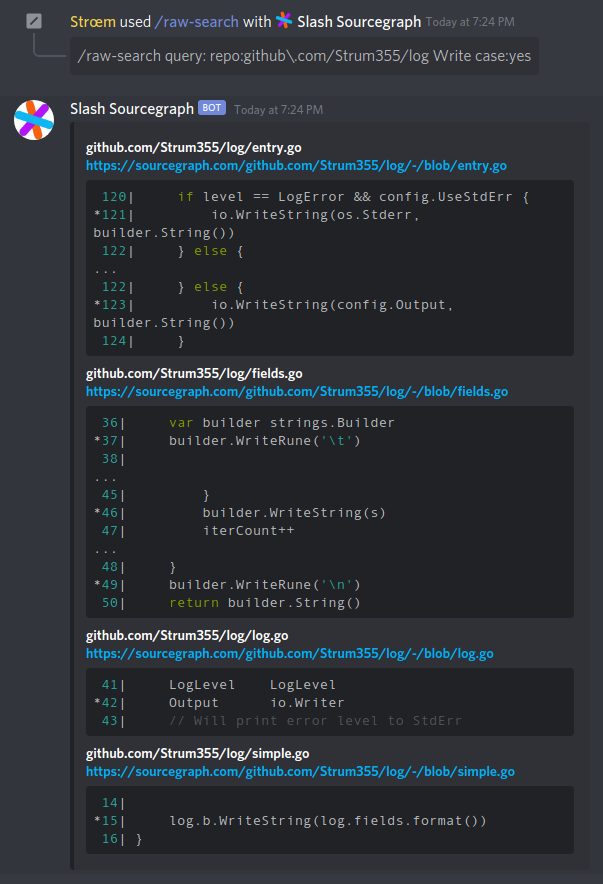 Strœm used /raw-search with Slash Sourcegraph Today at 7:24 PM
/raw-search query: repo:github\.com/Strum355/log Write case:yes
Slash Sourcegraph BOT Today at 7:24 PM
github.com/Strum355/log/entry.go
https://sourcegraph.com/github.com/Strum355/log/-/blob/entry.go
 120|     if level == LogError && config.UseStdErr {
*121|         io.WriteString(os.Stderr,
builder.String())
 122|     } else {
...
 122|     } else {
*123|         io.WriteString(config.Output,
builder.String())
 124|     }
github.com/Strum355/log/fields.go
https://sourcegraph.com/github.com/Strum355/log/-/blob/fields.go
 36|     var builder strings.Builder
*37|     builder.WriteRune('\t')
 38|
...
 45|         }
*46|         builder.WriteString(s)
 47|         iterCount++
...
 48|     }
*49|     builder.WriteRune('\n')
 50|     return builder.String()
github.com/Strum355/log/log.go
https://sourcegraph.com/github.com/Strum355/log/-/blob/log.go
 41|     LogLevel    LogLevel
*42|     Output      io.Writer
 43|     // Will print error level to StdErr
github.com/Strum355/log/simple.go
https://sourcegraph.com/github.com/Strum355/log/-/blob/simple.go
 14|
*15|     log.b.WriteString(log.fields.format())
 16| }